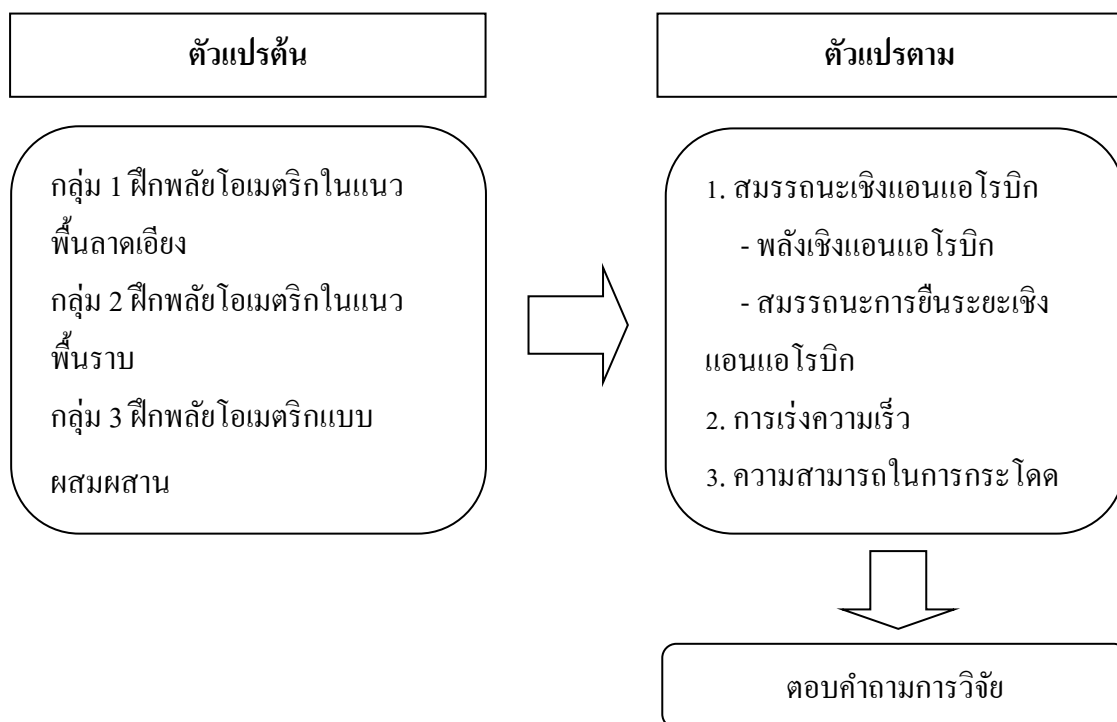 ตัวแปรต้น
กลุ่ม 1 ฝึกพลัยโอเมตริกในแนว
พื้นลาดเอียง
กลุ่ม 2 ฝึกพลัยโอเมตริกในแนว
พื้นราบ
กลุ่ม 3 ฝึกพลัยโอเมตริกแบบ
ผสมผสาน
ตัวแปรตาม
1. สมรรถนะเชิงแอนแอโรบิก
- พลังเชิงแอนแอโรบิก
- สมรรถนะการยืนระยะเชิง
แอนแอโรบิก
2. การเร่งความเร็ว
3. ความสามารถในการกระโดด
ตอบคำถามการวิจัย